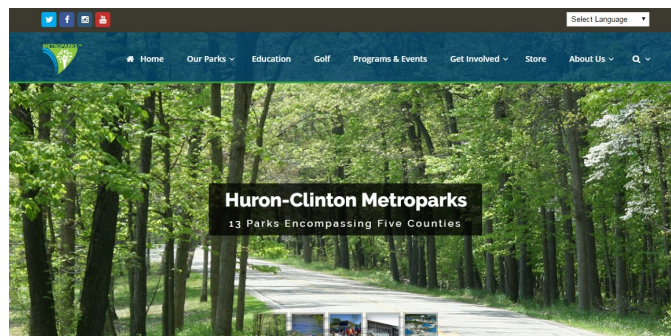 Select Language
METROPARKS
Home Our Parks Education Golf Programs & Events Get Involved Store About Us
Huron-Clinton Metroparks
13 Parks Encompassing Five Counties